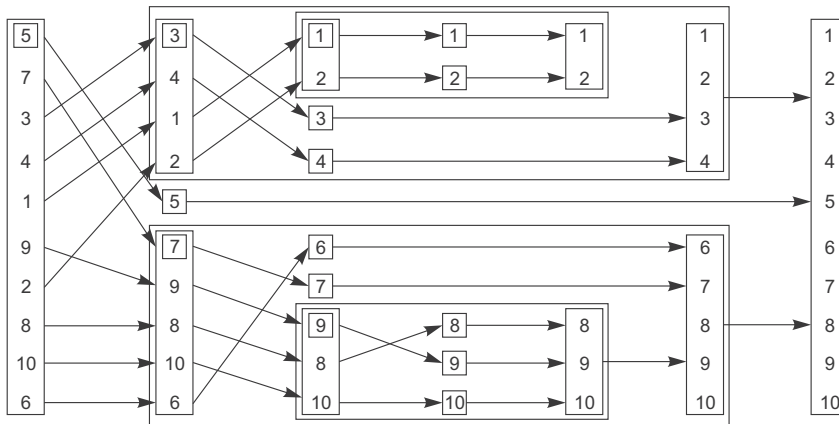 5 3 1 1 1 1 1
7 4 2 2 2 2 2
3 1 3 3 3
4 2 4 4 4
1 5 5
9 7 6 6 6
2 9 7 7 7
8 8 9 8 8 8 8
10 10 8 9 9 9 9
6 6 10 10 10 10 10